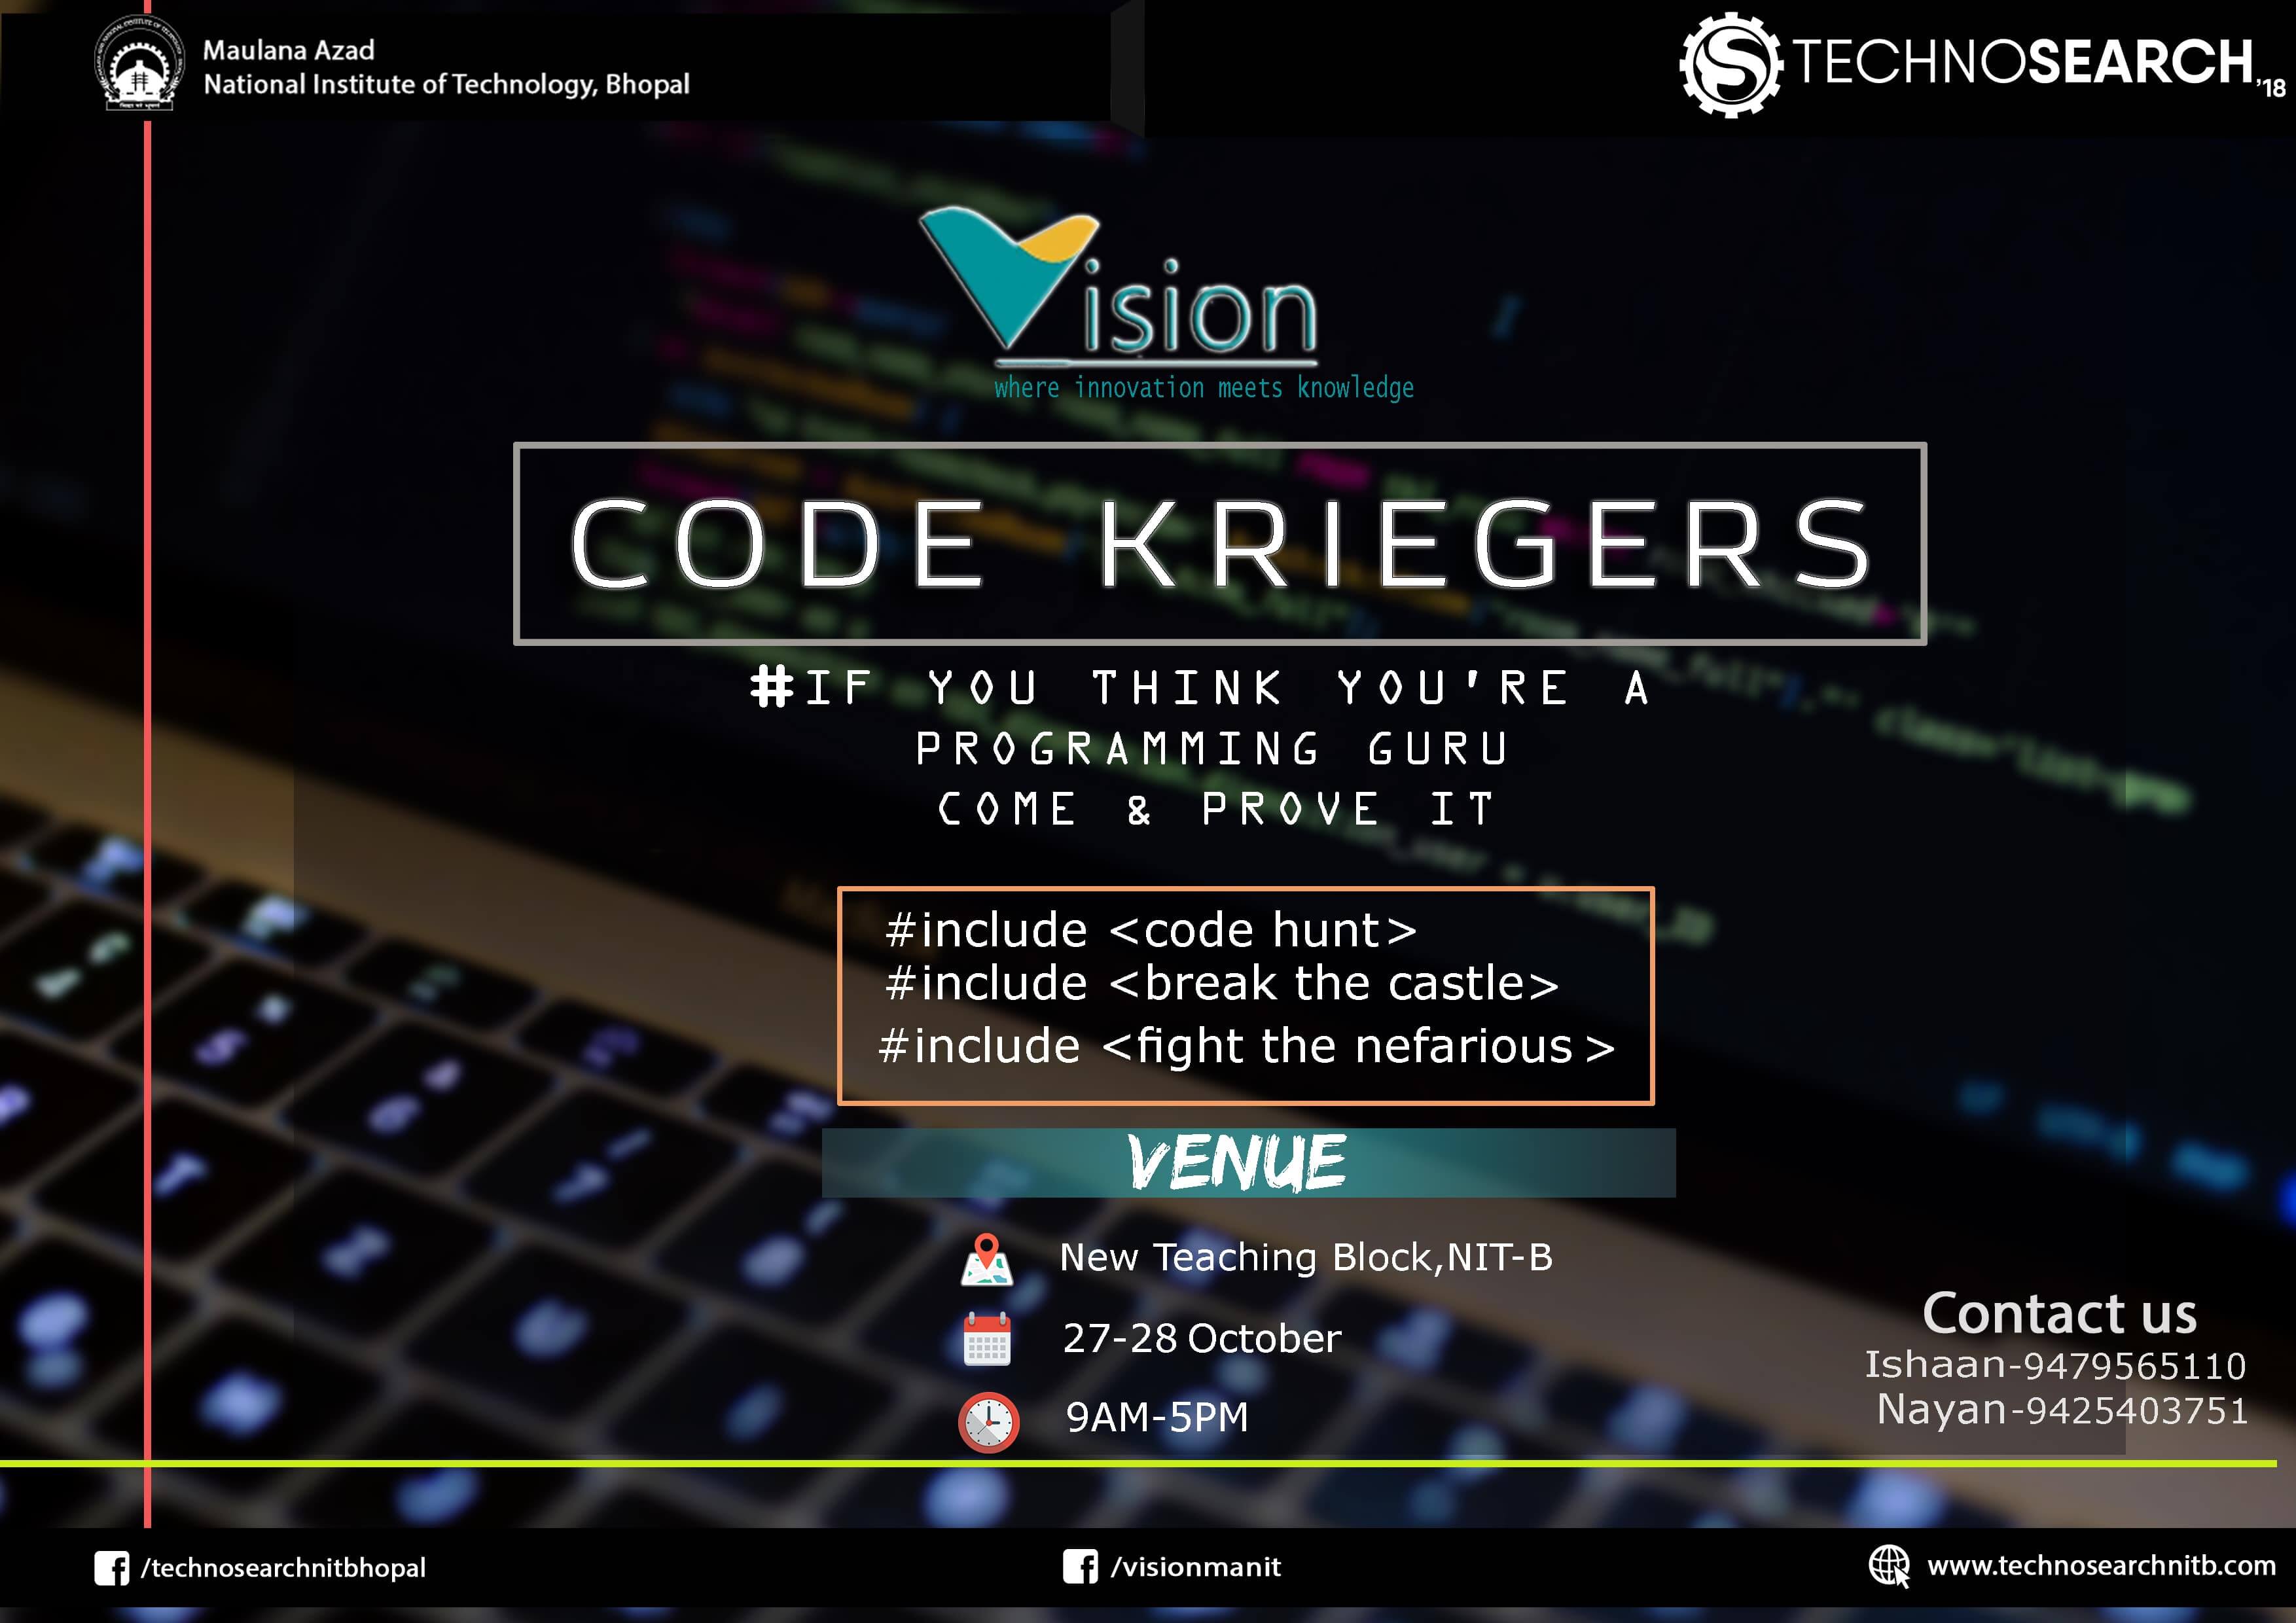 Maulana Azad
National Institute of Technology, Bhopal
TECHNOSEARCH,'18
Vision
where innovation meets knowledge
CODE KRIEGERS
#IF YOU THINK YOU'RE A
PROGRAMMING GURU
COME & PROVE IT
#include <code hunt>
#include <break the castle>
#include <fight the nefarious >
VENUE
New Teaching Block,NIT-B
27-28 October
9AM-5PM
Contact us
Ishaan-9479565110
Nayan-9425403751
/technosearchnitbhopal
/visionmanit
www.technosearchnitb.com